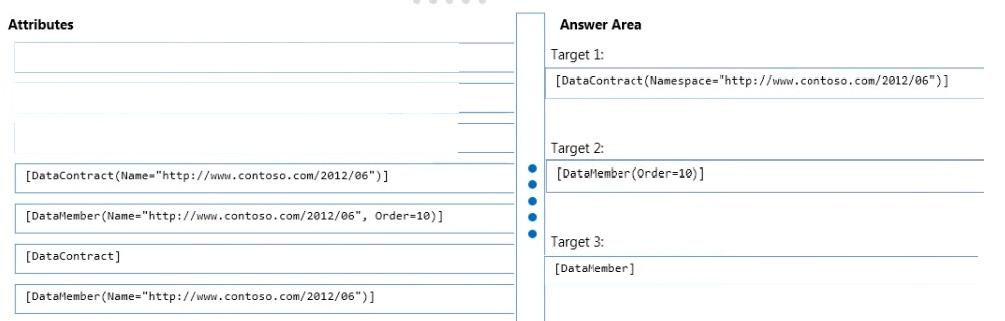 Attributes
[DataContract(Name="http://www.contoso.com/2012/06")]
[DataMember(Name="http://www.contoso.com/2012/06", Order=10)]
[DataContract]
[DataMember(Name="http://www.contoso.com/2012/06")]
Answer Area
Target 1:
[DataContract(Namespace="http://www.contoso.com/2012/06")]
Target 2:
[DataMember(Order=10)]
Target 3:
[DataMember]